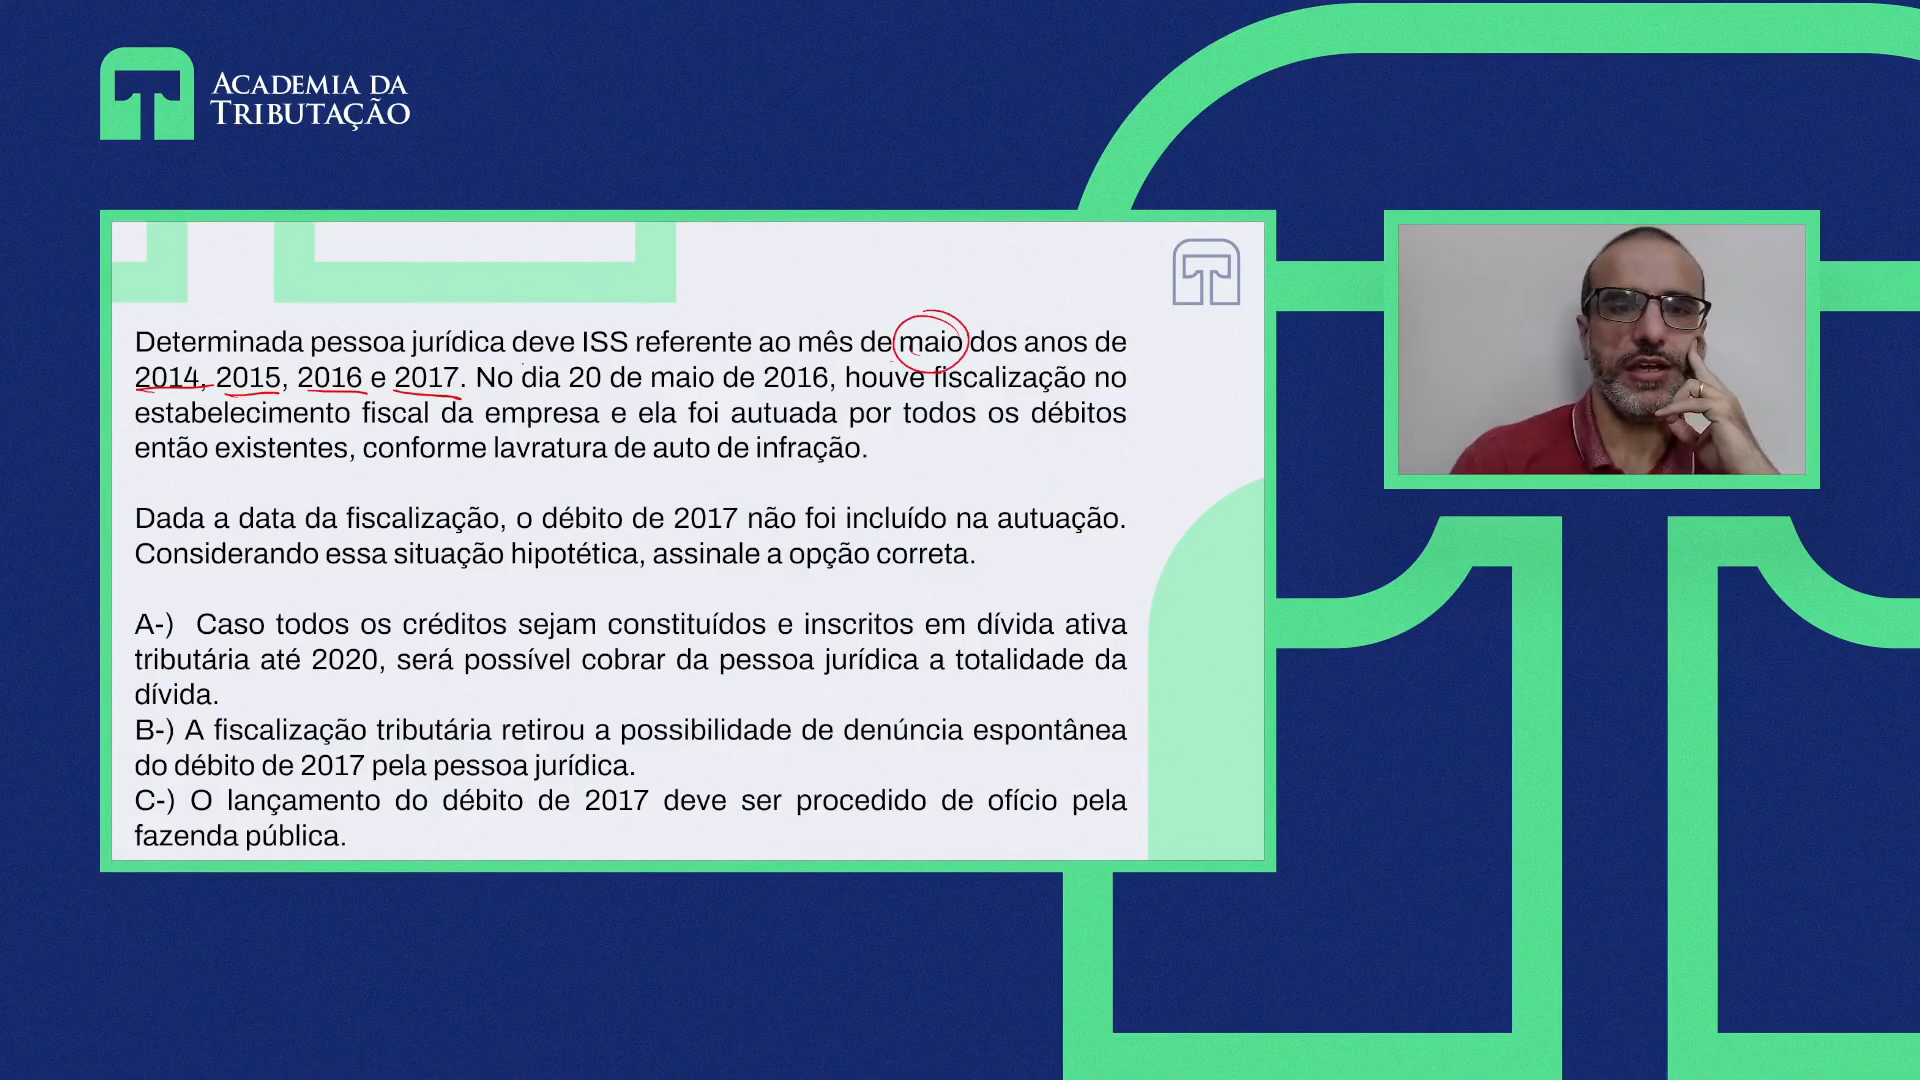 ACADEMIA DA
TRIBUTAÇÃO
Determinada pessoa jurídica deve ISS referente ao mês de maio dos anos de
2014, 2015, 2016 e 2017. No dia 20 de maio de 2016, houve fiscalização no
estabelecimento fiscal da empresa e ela foi autuada por todos os débitos
então existentes, conforme lavratura de auto de infração.
Dada a data da fiscalização, o débito de 2017 não foi incluído na autuação.
Considerando essa situação hipotética, assinale a opção correta.
A-) Caso todos os créditos sejam constituídos e inscritos em dívida ativa
tributária até 2020, será possível cobrar da pessoa jurídica a totalidade da
dívida.
B-) A fiscalização tributária retirou a possibilidade de denúncia espontânea
do débito de 2017 pela pessoa jurídica.
C-) O lançamento do débito de 2017 deve ser procedido de ofício pela
fazenda pública.